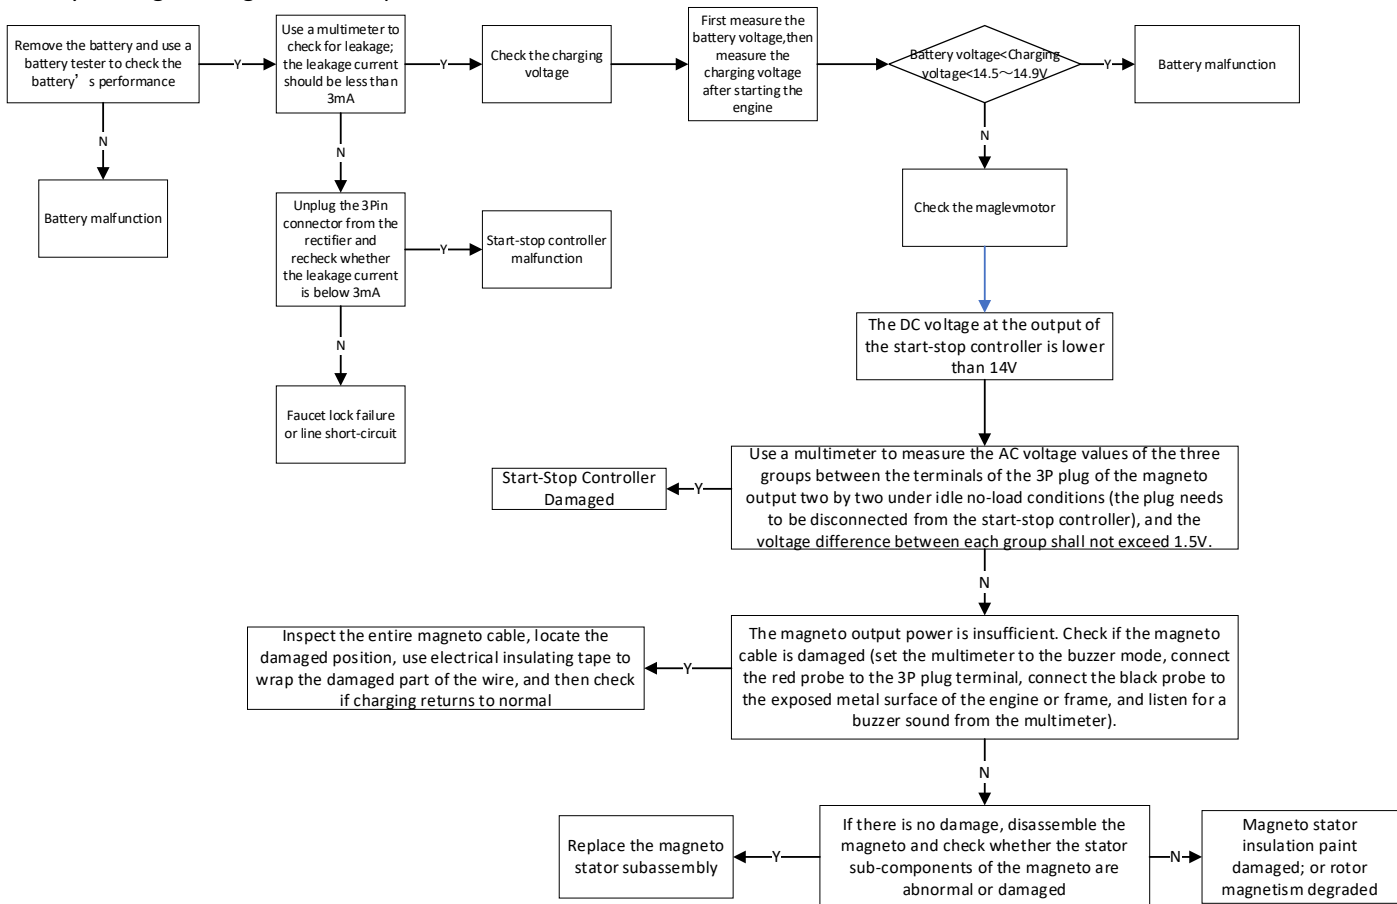 Remove the battery and use a
battery tester to check the
battery’s performance
Y
Use a multimeter to
check for leakage;
the leakage current
should be less than
3mA
Y
Check the charging
voltage
First measure the
battery voltage,then
measure the
charging voltage
after starting the
engine
Battery voltage<Charging
voltage<14.5～14.9V
Y
Battery malfunction
N
Battery malfunction
N
Unplug the 3Pin
connector from the
rectifier and
recheck whether
the leakage current
is below 3mA
Y
Start-stop controller
malfunction
N
Faucet lock failure
or line short-circuit
N
Check the maglevmotor
The DC voltage at the output of
the start-stop controller is lower
than 14V
Use a multimeter to measure the AC voltage values of the three
groups between the terminals of the 3P plug of the magneto
output two by two under idle no-load conditions (the plug needs
to be disconnected from the start-stop controller), and the
voltage difference between each group shall not exceed 1.5V.
Y
Start-Stop Controller
Damaged
N
The magneto output power is insufficient. Check if the magneto
cable is damaged (set the multimeter to the buzzer mode, connect
the red probe to the 3P plug terminal, connect the black probe to
the exposed metal surface of the engine or frame, and listen for a
buzzer sound from the multimeter).
Y
Inspect the entire magneto cable, locate the
damaged position, use electrical insulating tape to
wrap the damaged part of the wire, and then check
if charging returns to normal
N
If there is no damage, disassemble the
magneto and check whether the stator
sub-components of the magneto are
abnormal or damaged
Y
Replace the magneto
stator subassembly
N
Magneto stator
insulation paint
damaged; or rotor
magnetism degraded